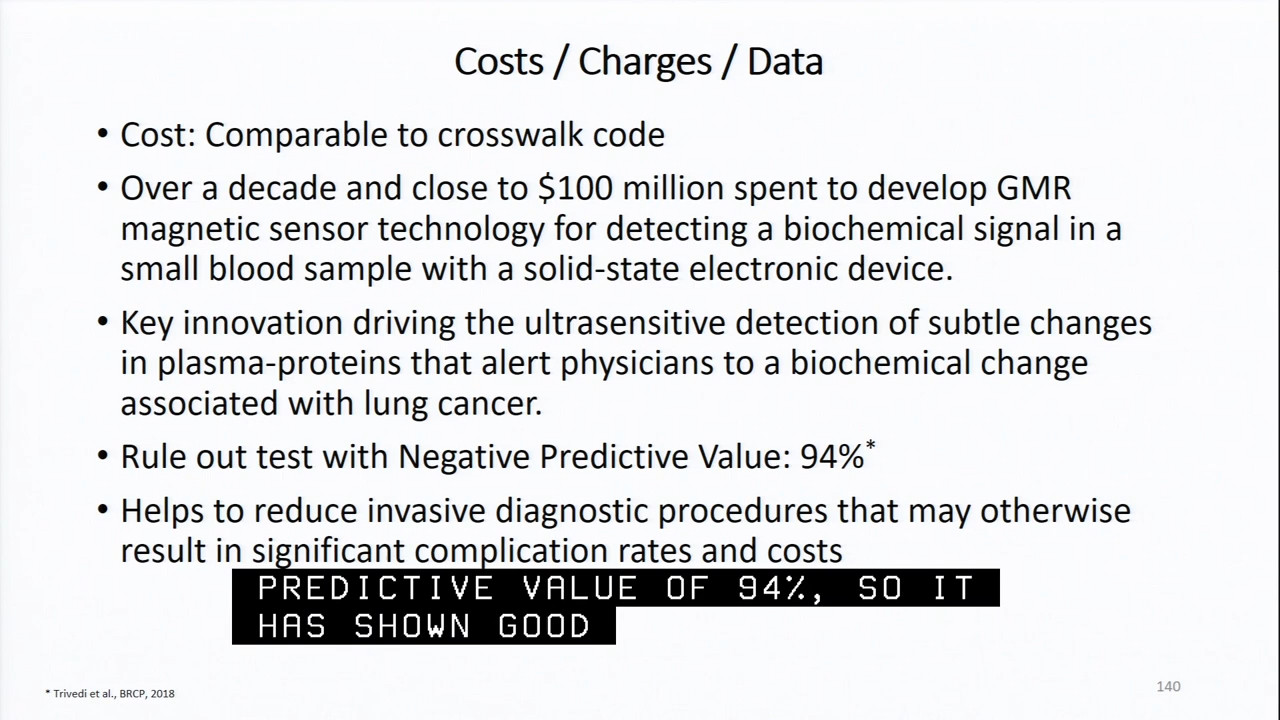 Costs / Charges / Data
• Cost: Comparable to crosswalk code
• Over a decade and close to $100 million spent to develop GMR
magnetic sensor technology for detecting a biochemical signal in a
small blood sample with a solid-state electronic device.
• Key innovation driving the ultrasensitive detection of subtle changes
in plasma-proteins that alert physicians to a biochemical change
associated with lung cancer.
• Rule out test with Negative Predictive Value: 94%*
• Helps to reduce invasive diagnostic procedures that may otherwise
result in significant complication rates and costs
PREDICTIVE VALUE OF 94%, SO IT
HAS SHOWN GOOD
* Trivedi et al., BRCP, 2018
140